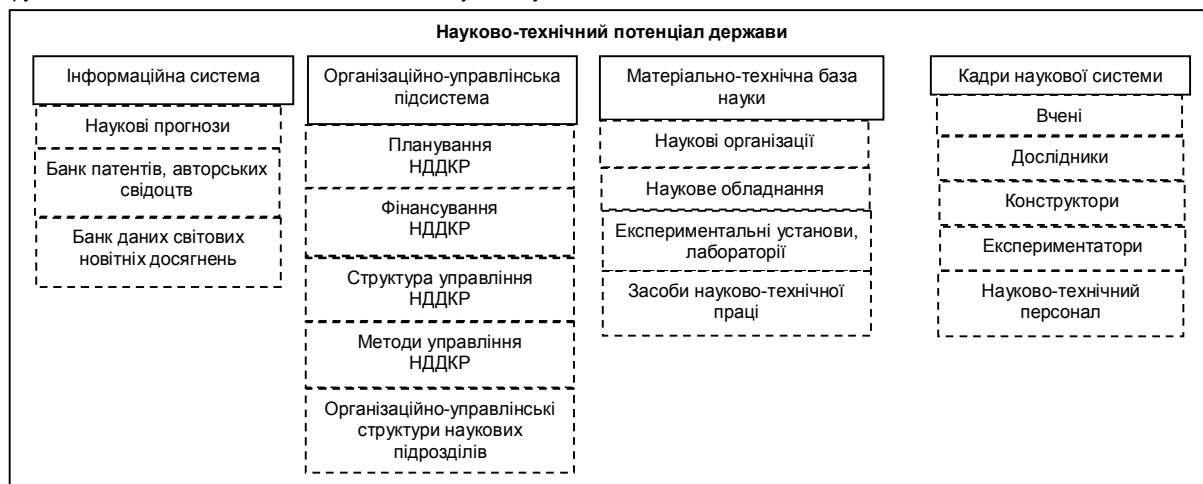 Науково-технічний потенціал держави
Інформаційна система
Наукові прогнози
Банк патентів, авторських
свідоцтв
Банк даних світових
новітніх досягнень
Організаційно-управлінська
підсистема
Планування
НДДКР
Фінансування
НДДКР
Структура управління
НДДКР
Методи управління
НДДКР
Організаційно-управлінські
структури наукових
підрозділів
Матеріально-технічна база
науки
Наукові організації
Наукове обладнання
Експериментальні установи,
лабораторії
Засоби науково-технічної
праці
Кадри наукової системи
Вчені
Дослідники
Конструктори
Експериментатори
Науково-технічний
персонал